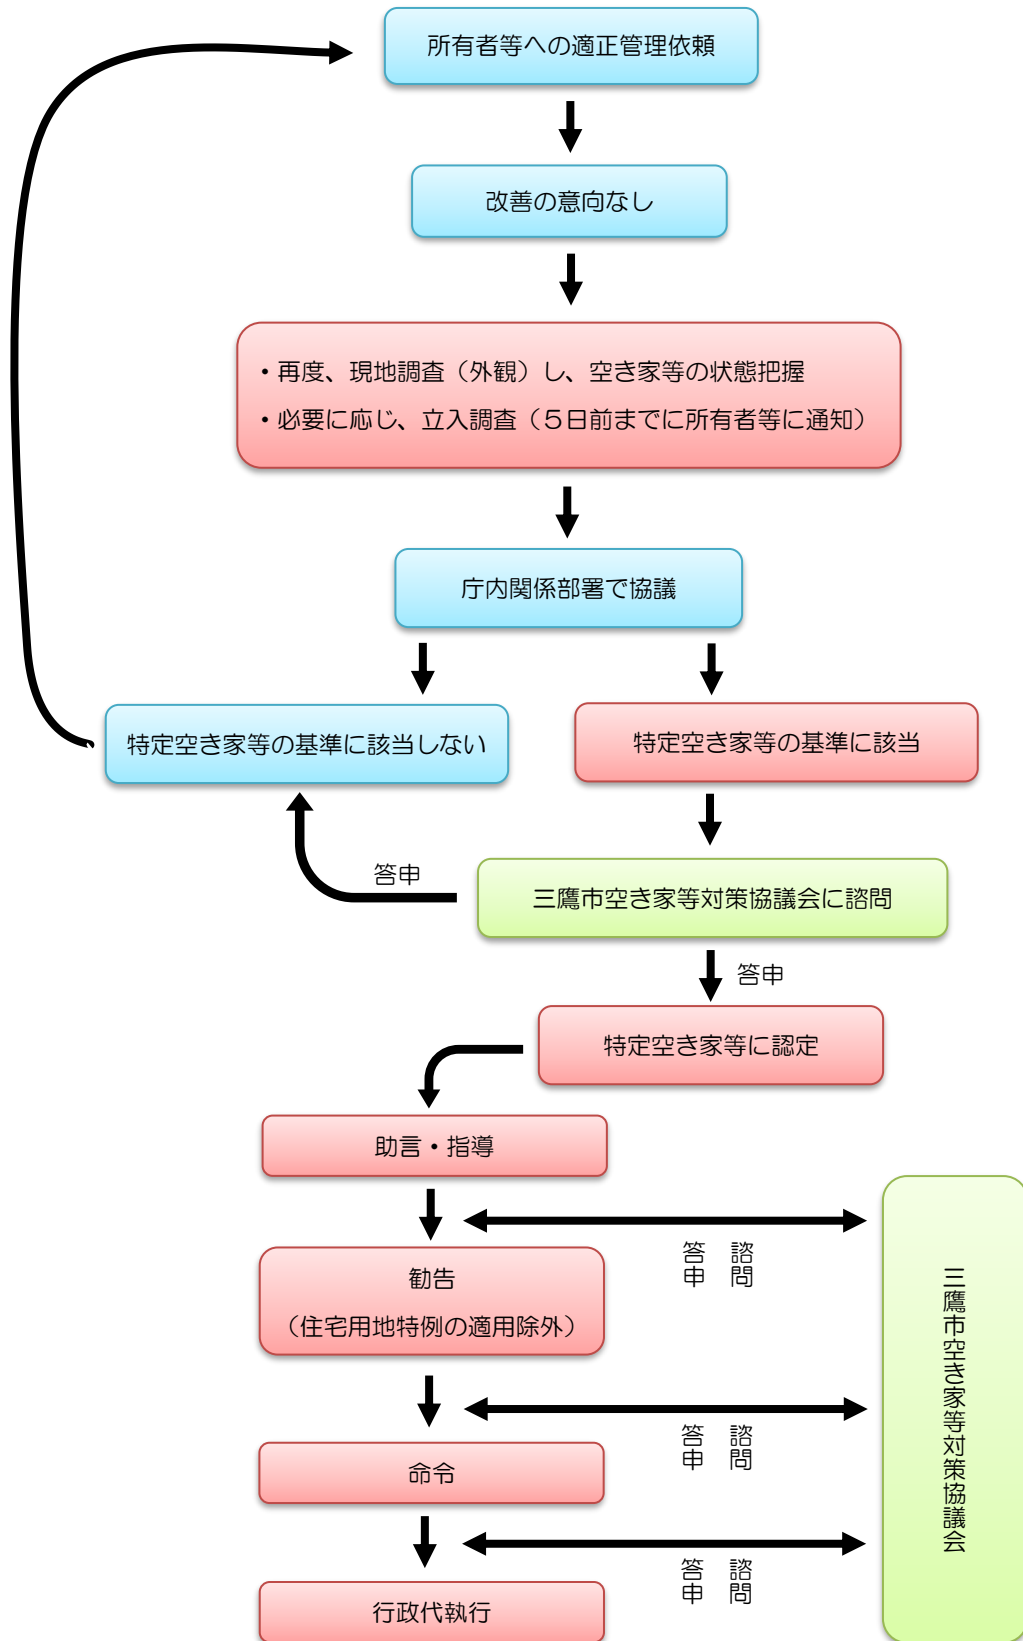 所有者等への適正管理依頼
改善の意向なし
・再度、現地調査（外観）し、空き家等の状態把握
・必要に応じ、立入調査（５日前までに所有者等に通知）
庁内関係部署で協議
特定空き家等の基準に該当しない
特定空き家等の基準に該当
答申
三鷹市空き家等対策協議会に諮問
答申
特定空き家等に認定
助言・指導
諮問
答申
勧告
（住宅用地特例の適用除外）
諮問
答申
命令
諮問
答申
行政代執行
三鷹市空き家等対策協議会